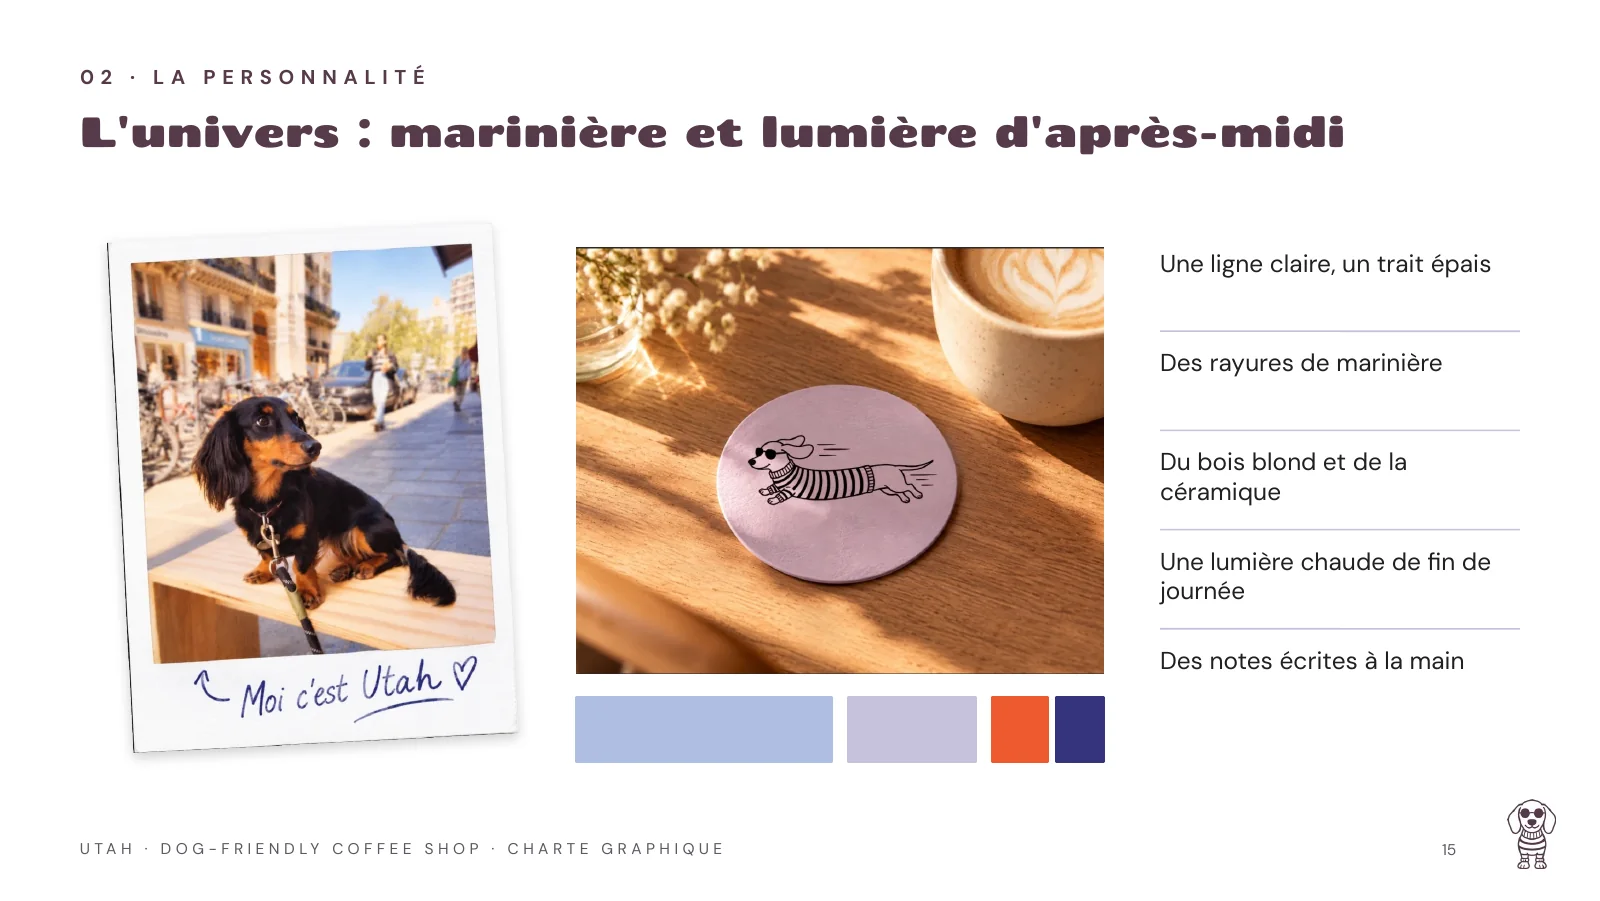 02 · LA PERSONNALITÉ
L'univers : marinière et lumière d'après-midi
Moi c'est Utah
Une ligne claire, un trait épais
Des rayures de marinière
Du bois blond et de la
céramique
Une lumière chaude de fin de
journée
Des notes écrites à la main
UTAH · DOG-FRIENDLY COFFEE SHOP · CHARTE GRAPHIQUE
15